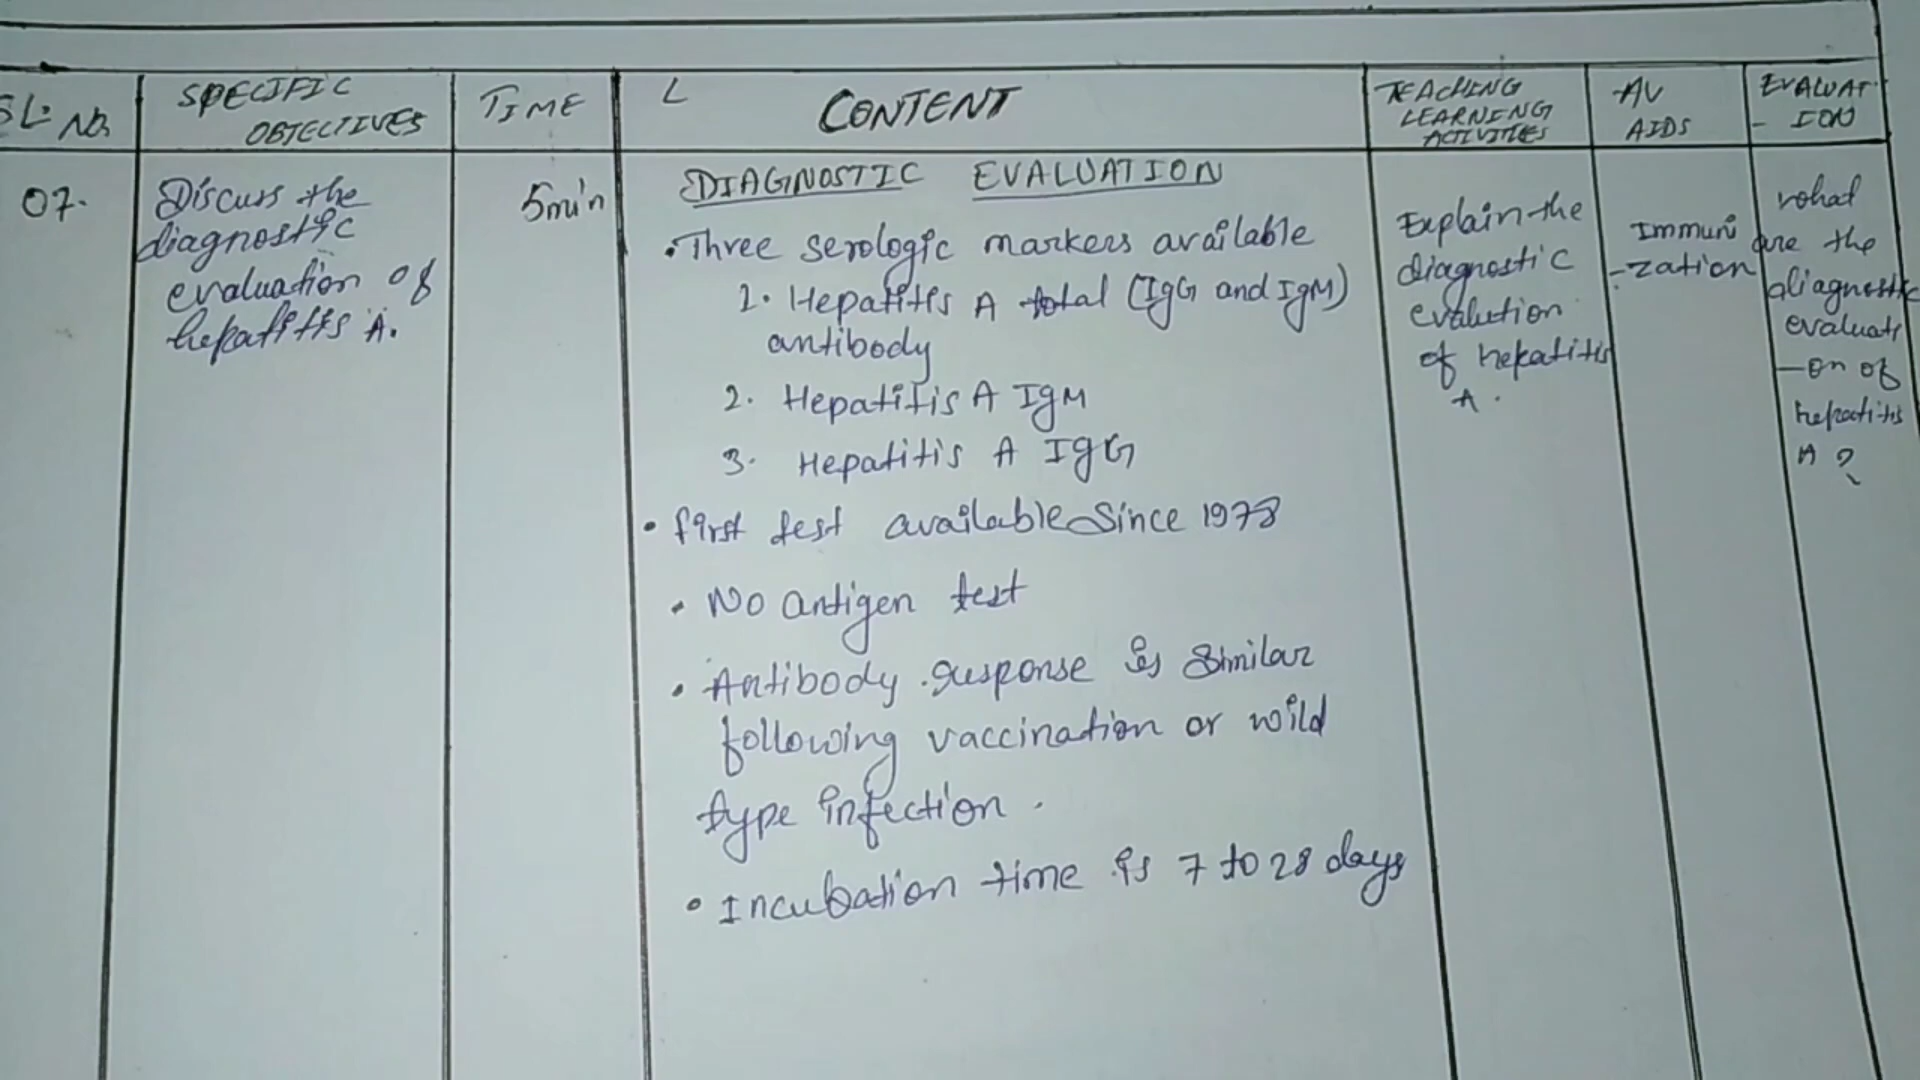 SL. No.
SPECIFIC
OBJECTIVES
TIME
CONTENT
TEACHING
LEARNING
ACTIVITIES
AV
AIDS
EVALUAT
- ION
07.
Discuss the
diagnostic
evaluation of
hepatitis A.
5min
DIAGNOSTIC EVALUATION
• Three serologic markers available
1. Hepatitis A total (IgG and IgM)
antibody
2. Hepatitis A IgM
3. Hepatitis A IgG
• first test available Since 1978
• No antigen test
• Antibody response is Similar
following vaccination or wild
type infection.
• Incubation time is 7 to 28 days
Explain the
diagnostic
evalution
of hepatitis
A.
Immuni
-zation
what
are the
diagnostic
evaluati
-on of
hepatitis
A ?